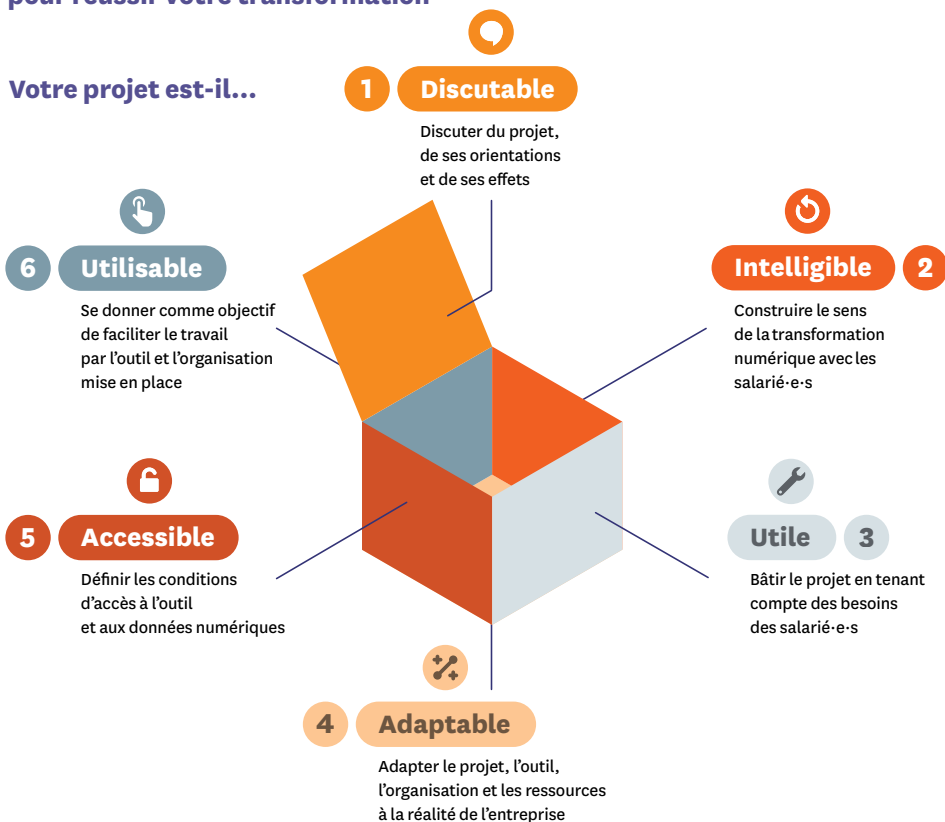 pour réussir votre transformation
Votre projet est-il...
1 Discutable
Discuter du projet,
de ses orientations
et de ses effets
6 Utilisable
Se donner comme objectif
de faciliter le travail
par l'outil et l'organisation
mise en place
Intelligible 2
Construire le sens
de la transformation
numérique avec les
salarié·e·s
5 Accessible
Définir les conditions
d'accès à l'outil
et aux données numériques
Utile 3
Bâtir le projet en tenant
compte des besoins
des salarié·e·s
4 Adaptable
Adapter le projet, l'outil,
l'organisation et les ressources
à la réalité de l'entreprise